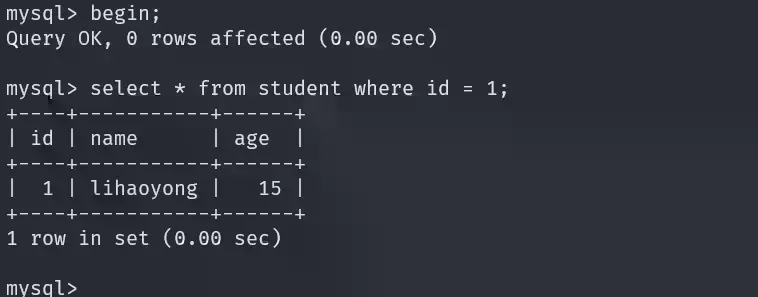 mysql> begin;
Query OK, 0 rows affected (0.00 sec)
mysql> select * from student where id = 1;
+----+-----------+------+
| id | name      | age  |
+----+-----------+------+
|  1 | lihaoyong |   15 |
+----+-----------+------+
1 row in set (0.00 sec)
mysql>